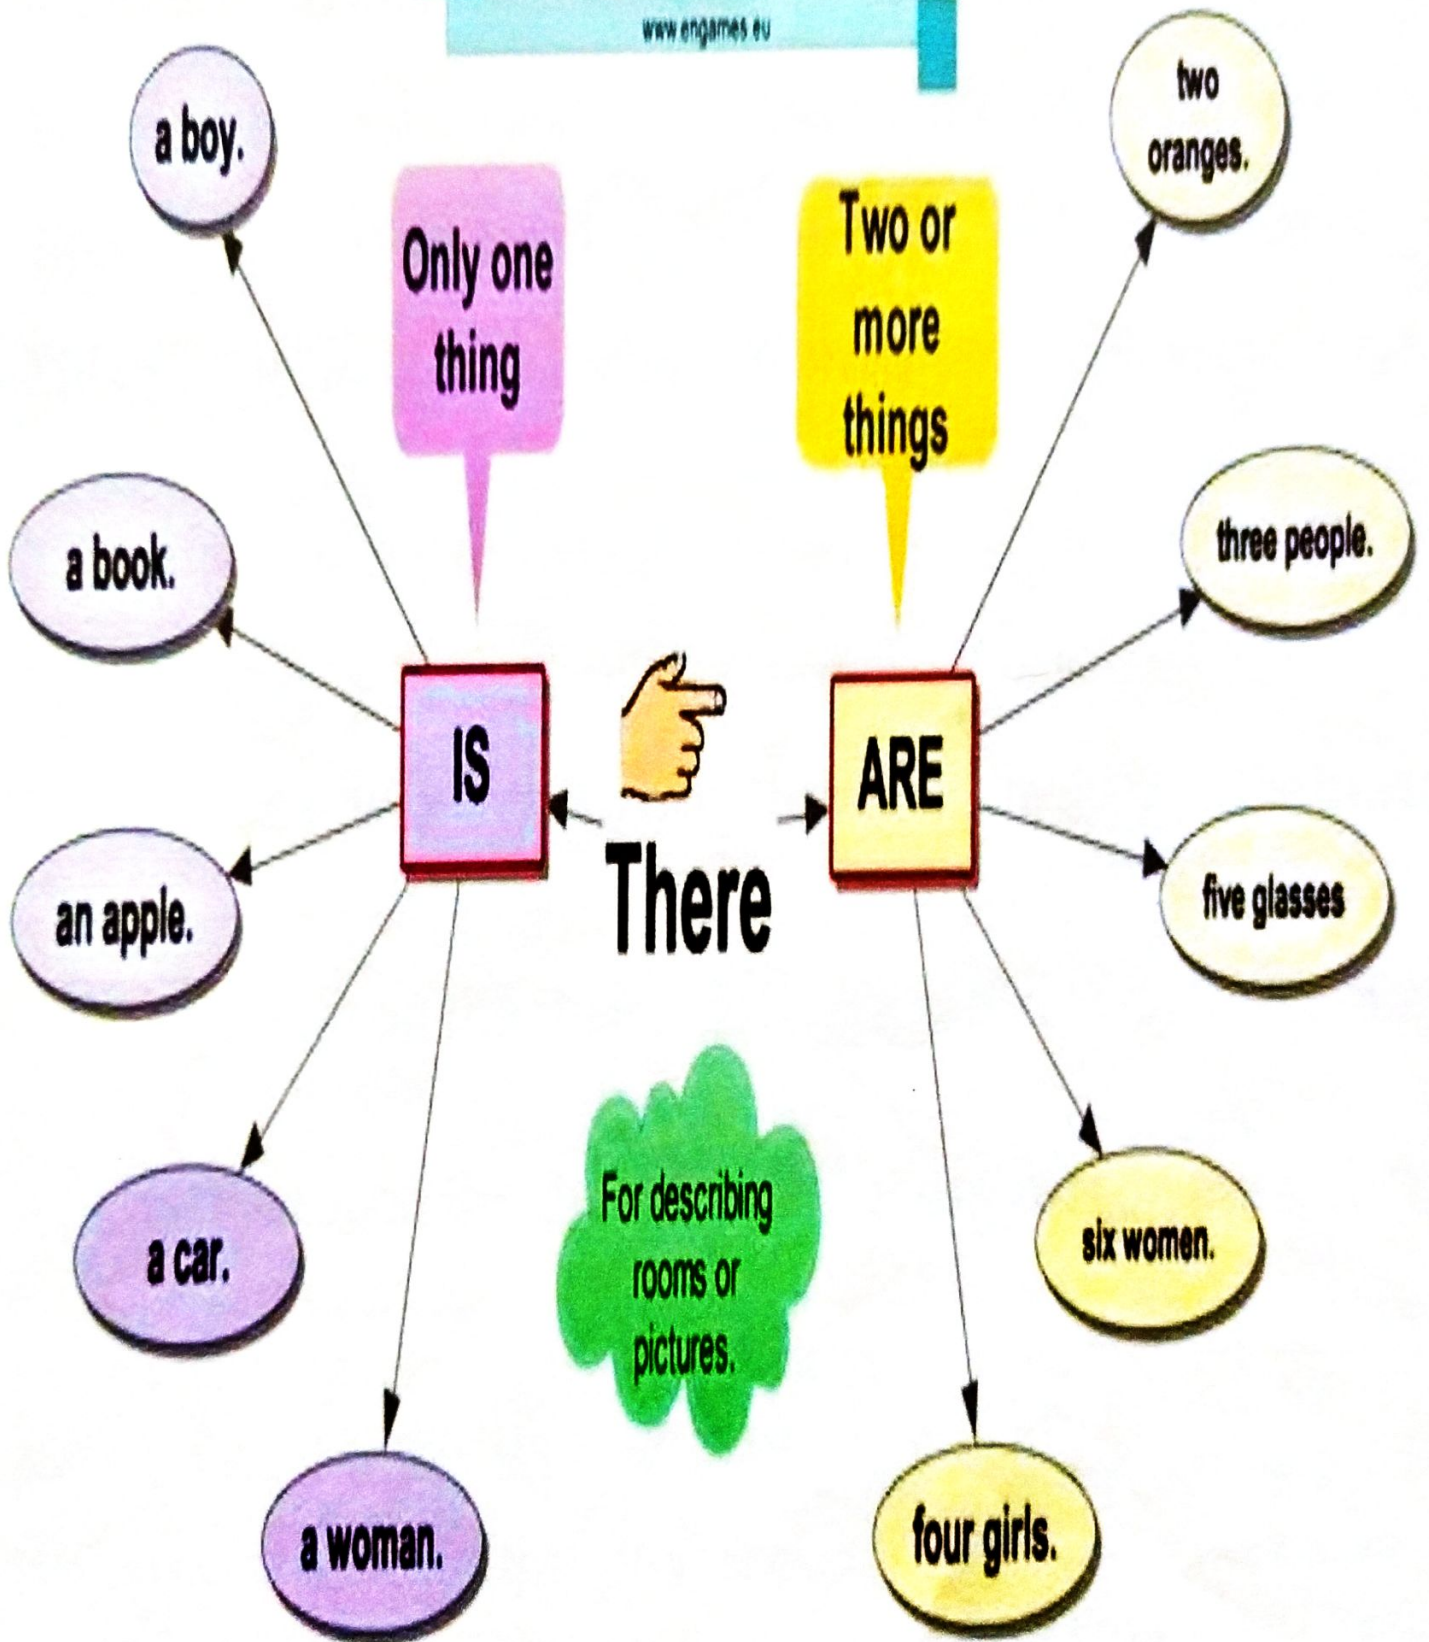 www.engames.eu
a boy.
two
oranges.
Only one
thing
Two or
more
things
a book.
three people.
IS
ARE
There
an apple.
five glasses
For describing
rooms or
pictures.
a car.
six women.
a woman.
four girls.